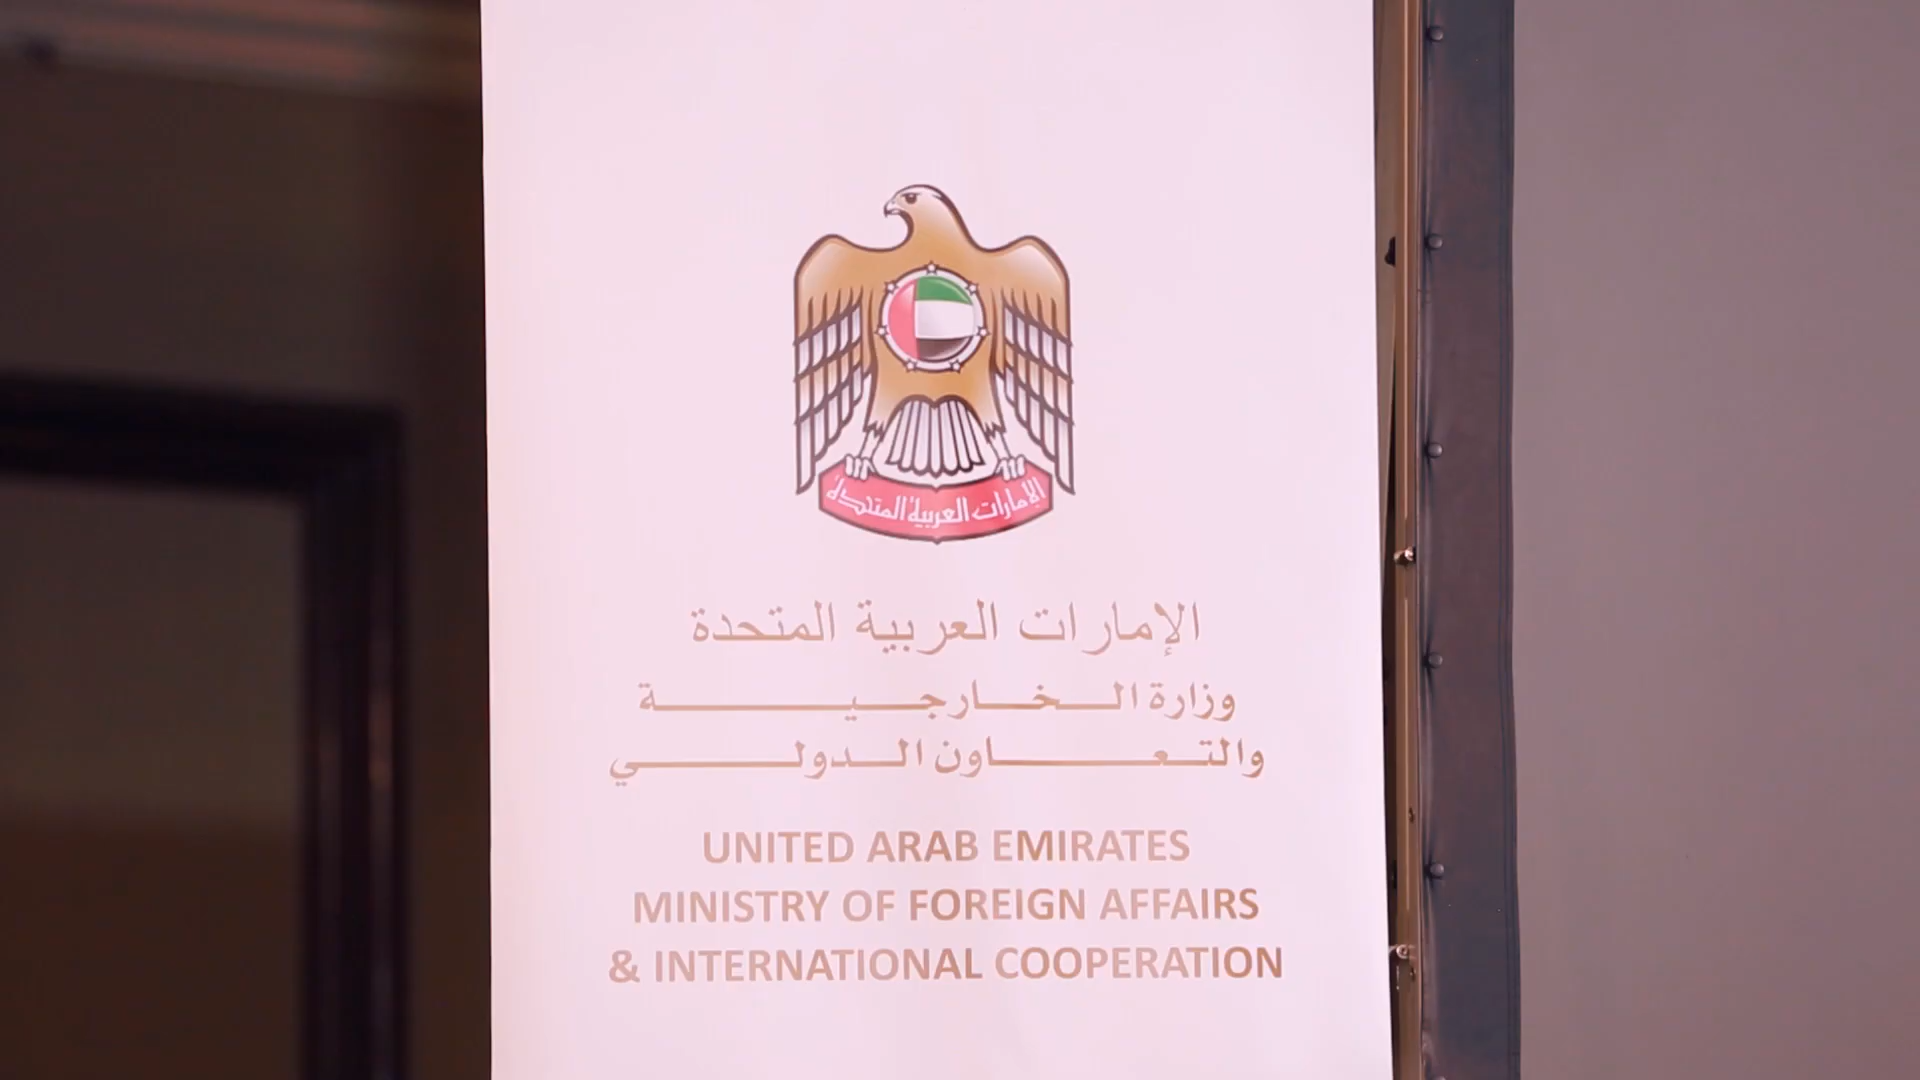 الإمارات العربية المتحدة
الإمارات العربية المتحدة
وزارة الخارجية
والتعاون الدولي
UNITED ARAB EMIRATES
MINISTRY OF FOREIGN AFFAIRS
& INTERNATIONAL COOPERATION